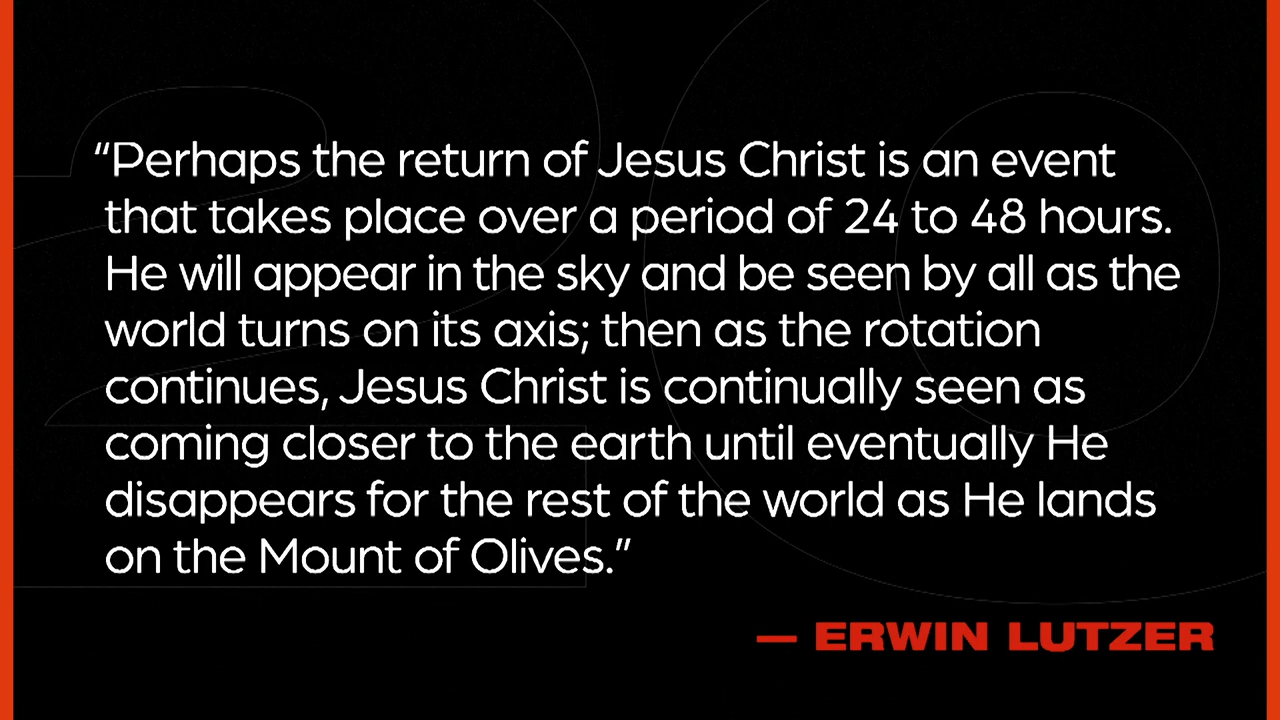 “Perhaps the return of Jesus Christ is an event
that takes place over a period of 24 to 48 hours.
He will appear in the sky and be seen by all as the
world turns on its axis; then as the rotation
continues, Jesus Christ is continually seen as
coming closer to the earth until eventually He
disappears for the rest of the world as He lands
on the Mount of Olives.”
— ERWIN LUTZER
20